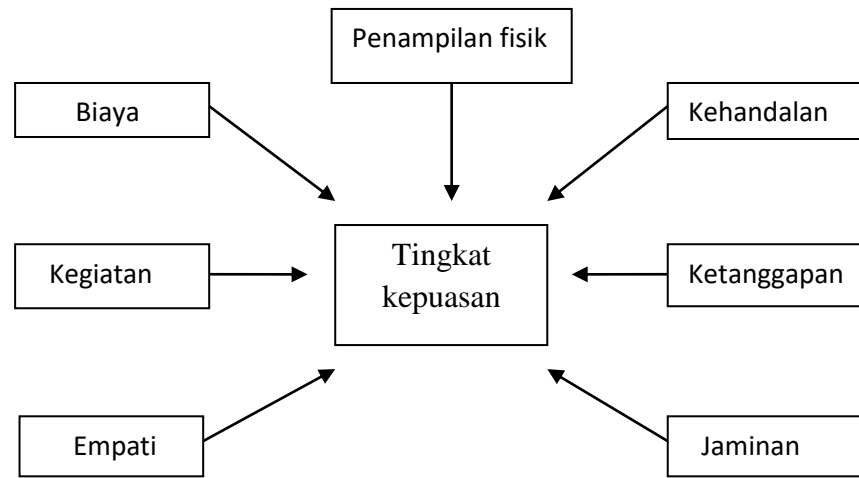 Penampilan fisik
Biaya
Kehandalan
Tingkat
kepuasan
Kegiatan
Ketanggapan
Empati
Jaminan